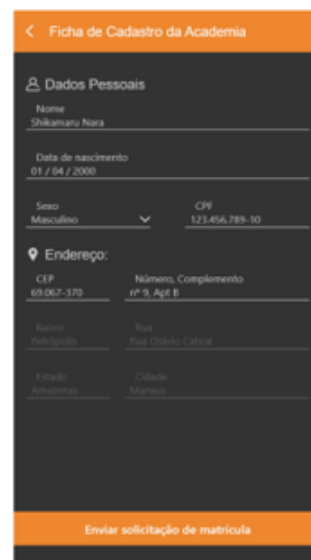 Ficha de Cadastro da Academia
Dados Pessoais
Nome
Shikamaru Nara
Data de nascimento
01 / 04 / 2000
Sexo CPF
Masculino 123.456.789-10
Endereço:
CEP Número, Complemento
69.067-370 nº 9, Apt B
Bairro Rua
Petrópolis Rua Otávio Cabral
Estado Cidade
Amazonas Manaus
Enviar solicitação de matrícula